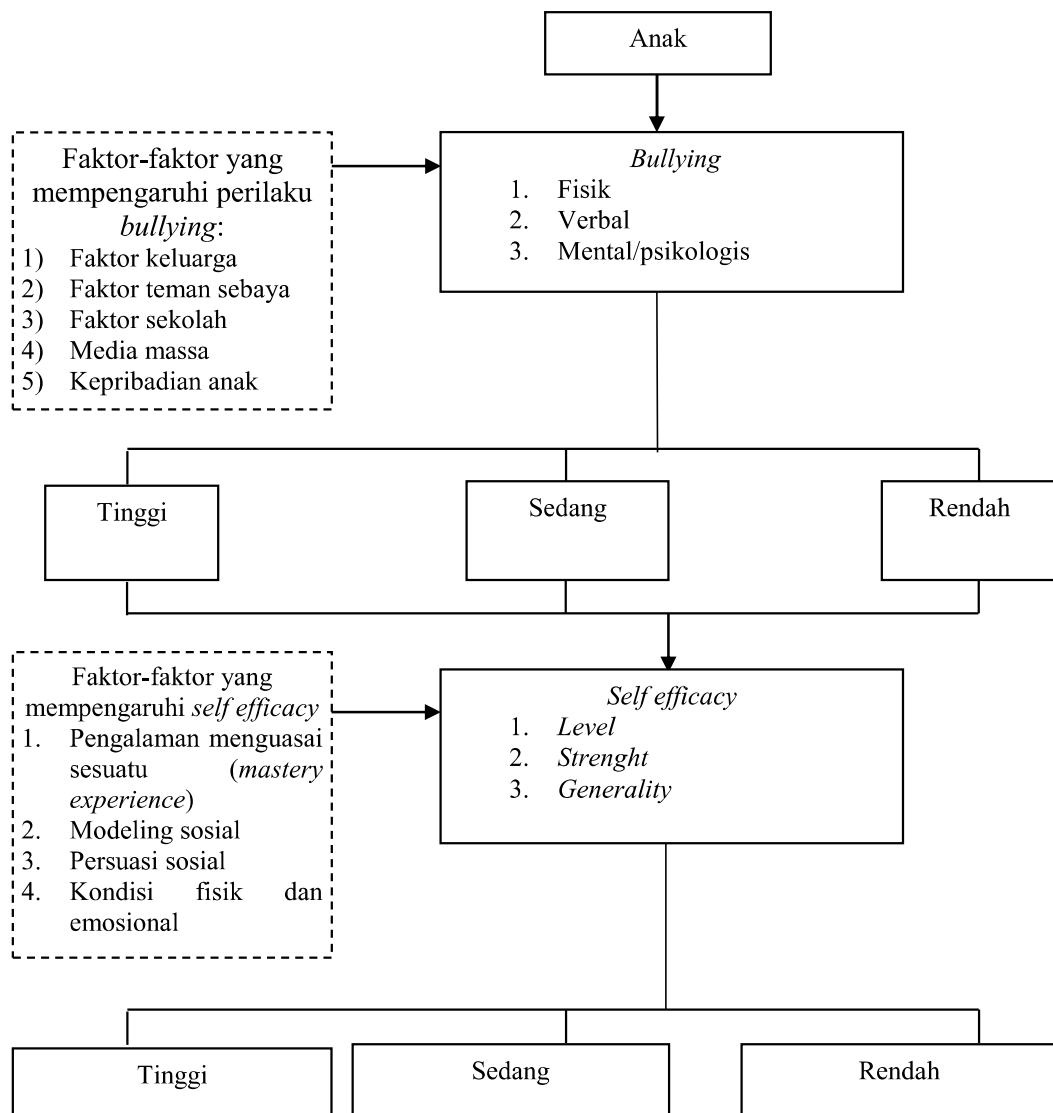 Anak
Faktor-faktor yang
mempengaruhi perilaku
bullying:
1) Faktor keluarga
2) Faktor teman sebaya
3) Faktor sekolah
4) Media massa
5) Kepribadian anak
Bullying
1. Fisik
2. Verbal
3. Mental/psikologis
Tinggi
Sedang
Rendah
Faktor-faktor yang
mempengaruhi self efficacy
1. Pengalaman menguasai
sesuatu (mastery
experience)
2. Modeling sosial
3. Persuasi sosial
4. Kondisi fisik dan
emosional
Self efficacy
1. Level
2. Strenght
3. Generality
Tinggi
Sedang
Rendah